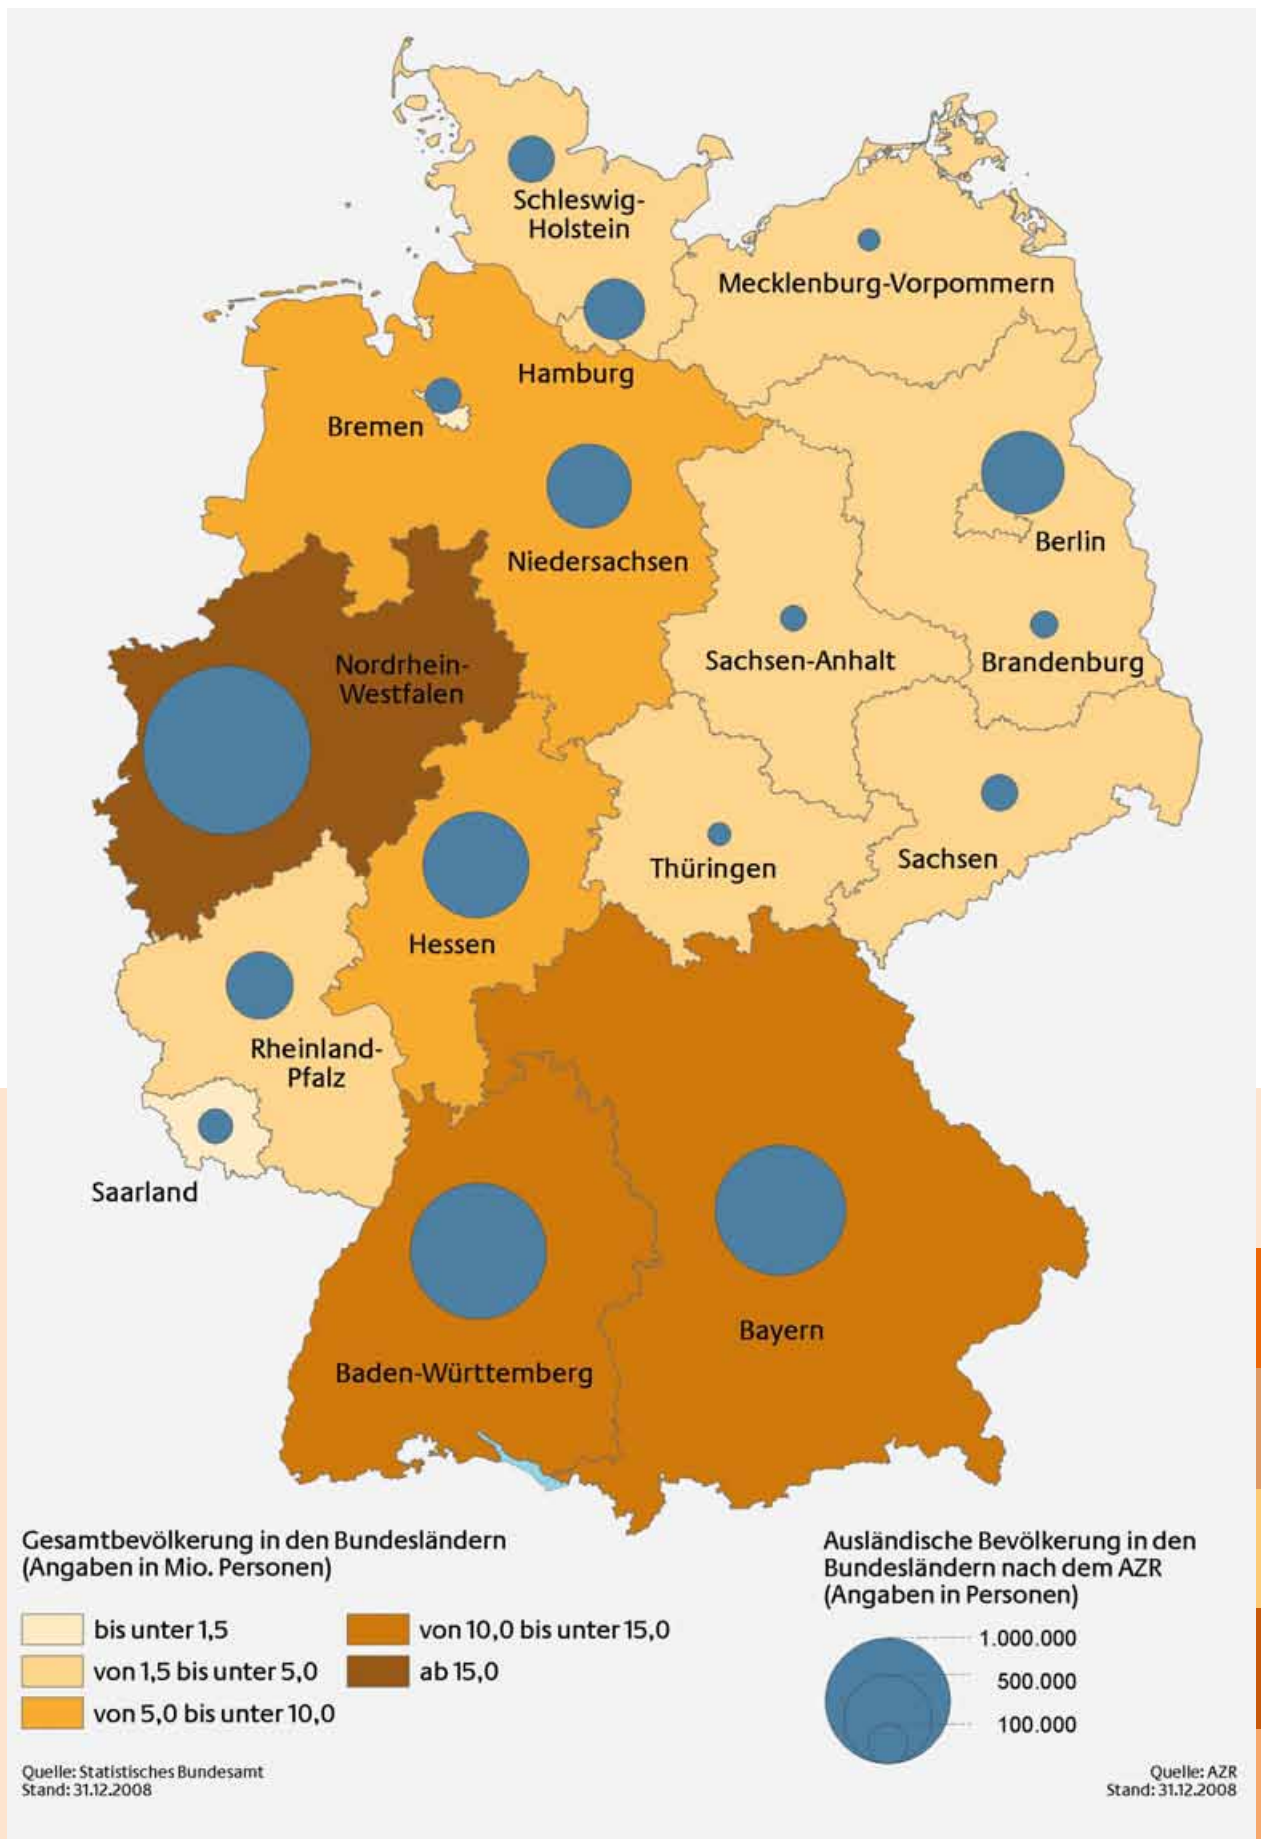 Schleswig-
Holstein
Mecklenburg-Vorpommern
Hamburg
Bremen
Niedersachsen
Berlin
Sachsen-Anhalt
Brandenburg
Nordrhein-
Westfalen
Thüringen
Sachsen
Hessen
Rheinland-
Pfalz
Saarland
Bayern
Baden-Württemberg
Gesamtbevölkerung in den Bundesländern
(Angaben in Mio. Personen)
bis unter 1,5
von 1,5 bis unter 5,0
von 5,0 bis unter 10,0
von 10,0 bis unter 15,0
ab 15,0
Quelle: Statistisches Bundesamt
Stand: 31.12.2008
Ausländische Bevölkerung in den
Bundesländern nach dem AZR
(Angaben in Personen)
1.000.000
500.000
100.000
Quelle: AZR
Stand: 31.12.2008